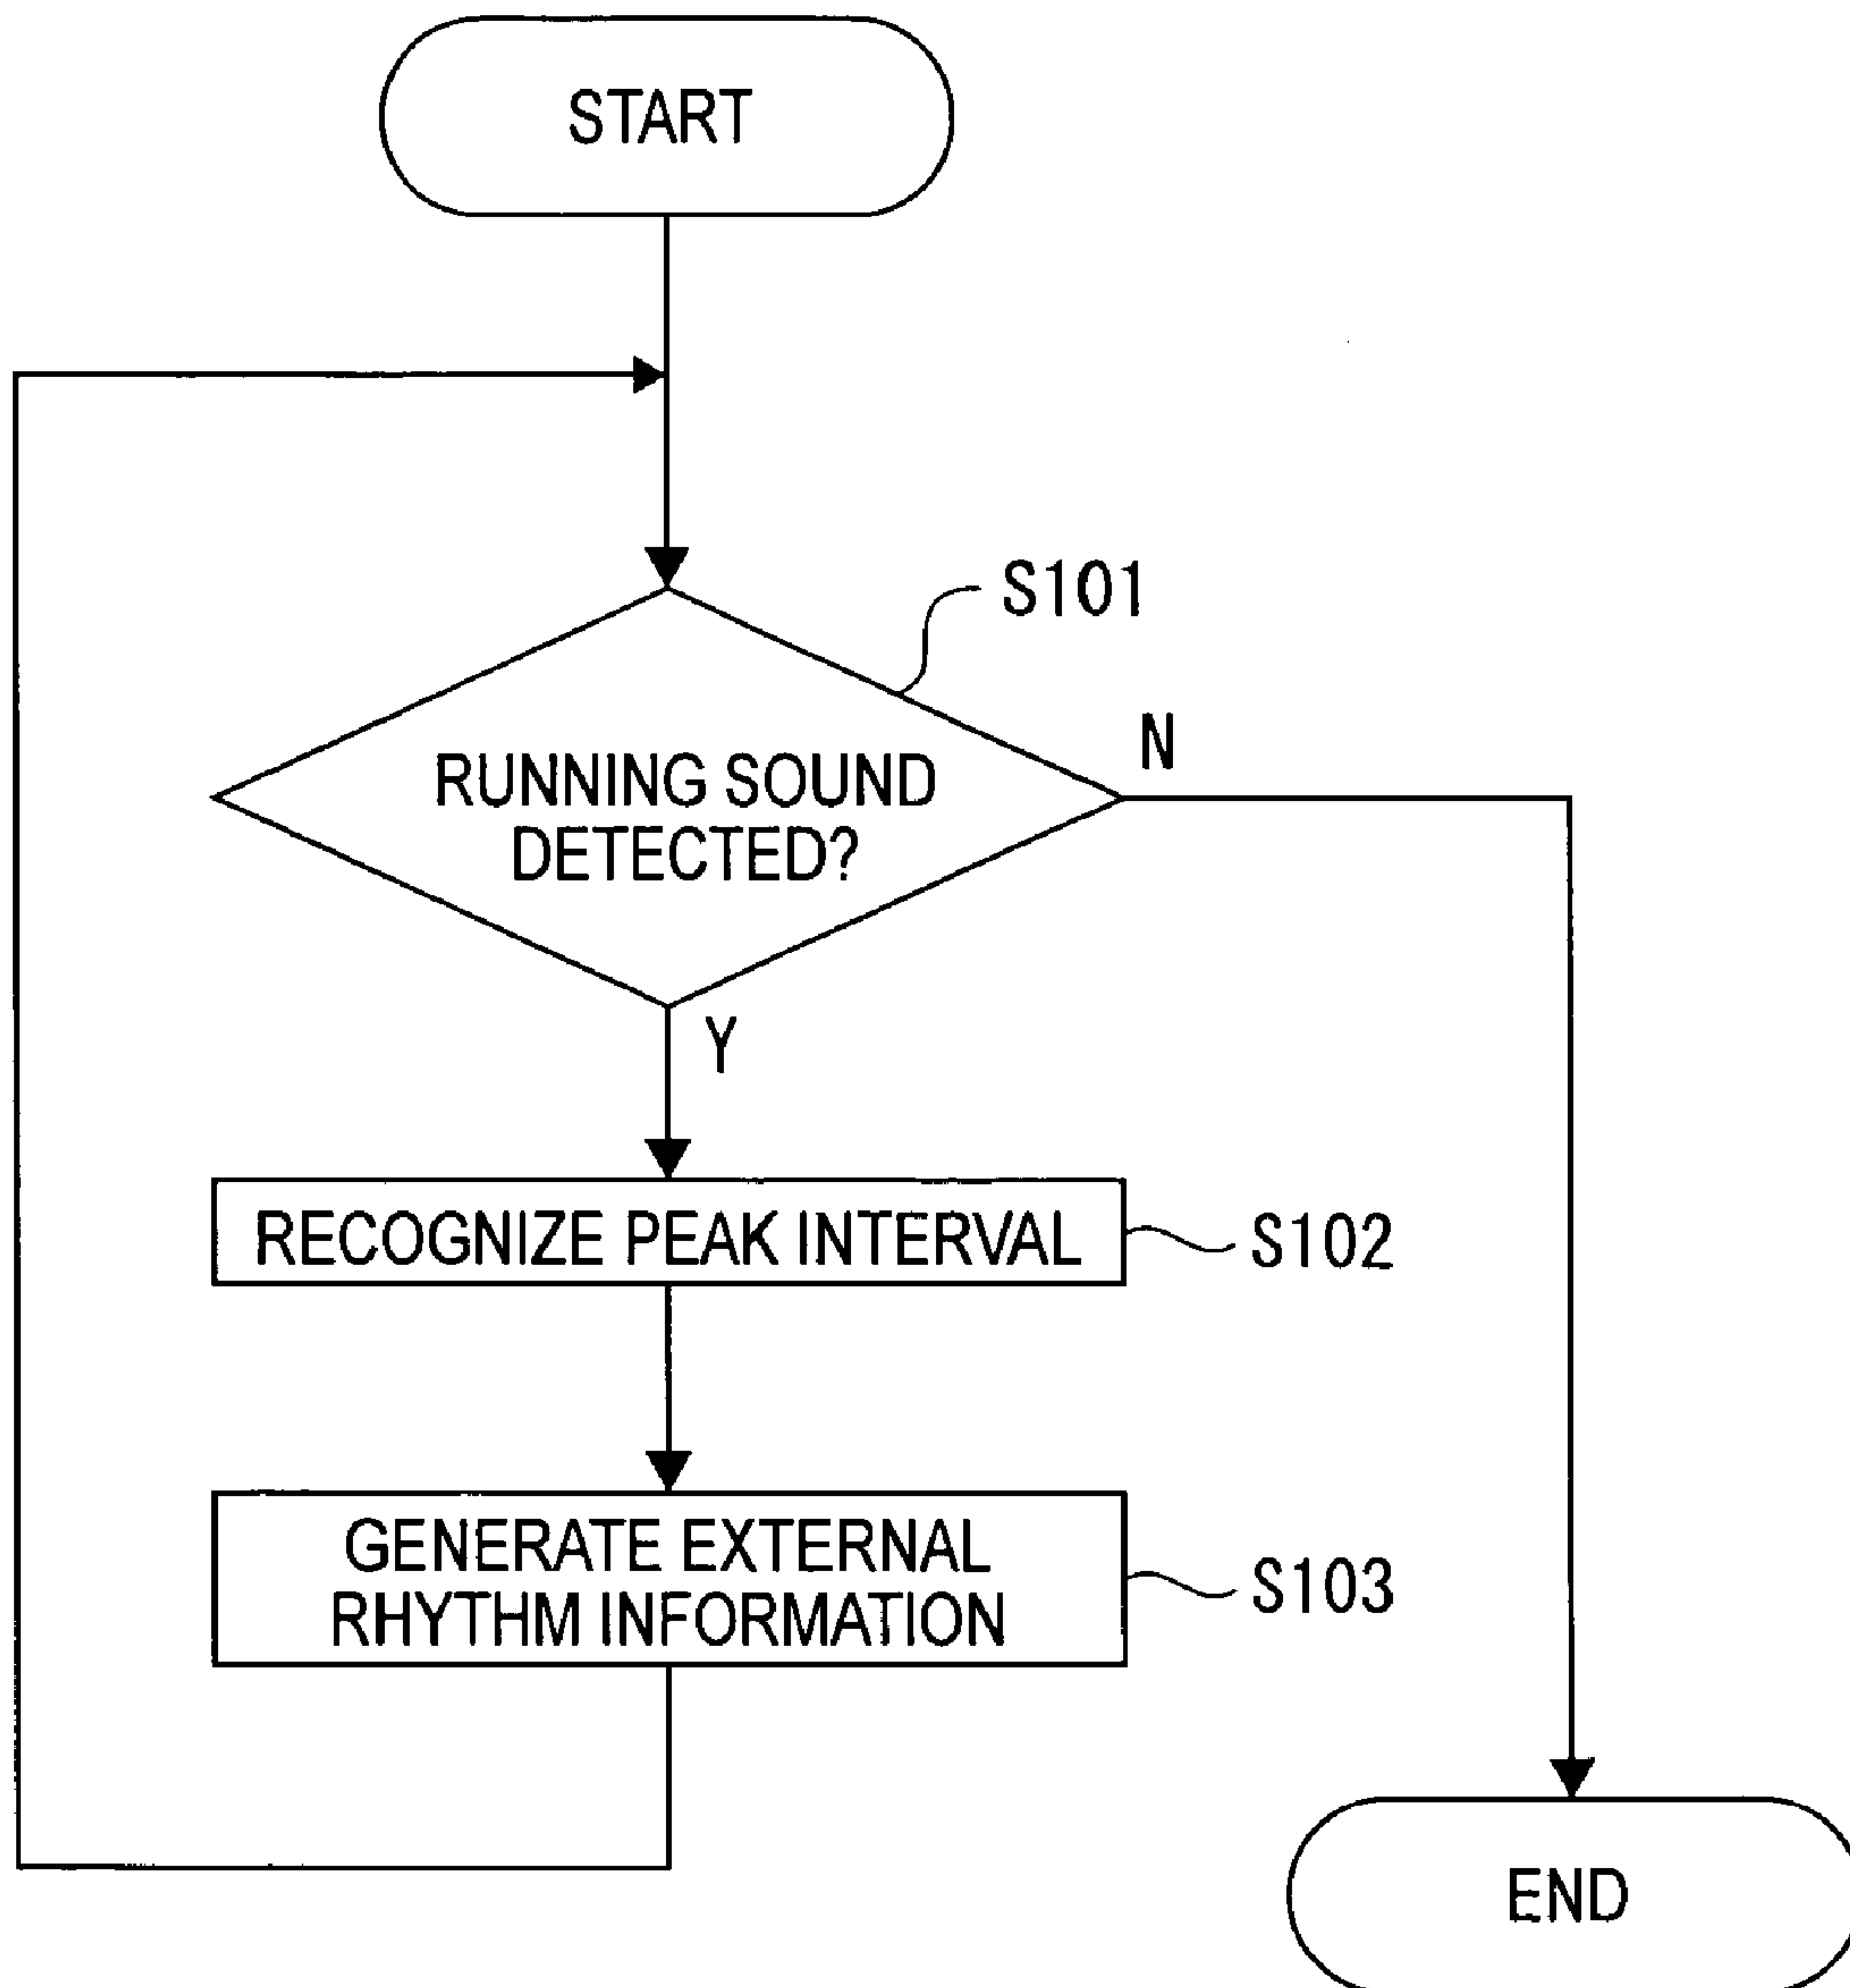 START
S101
N
RUNNING SOUND
DETECTED?
Y
RECOGNIZE PEAK INTERVAL
S102
GENERATE EXTERNAL
RHYTHM INFORMATION
S103
END